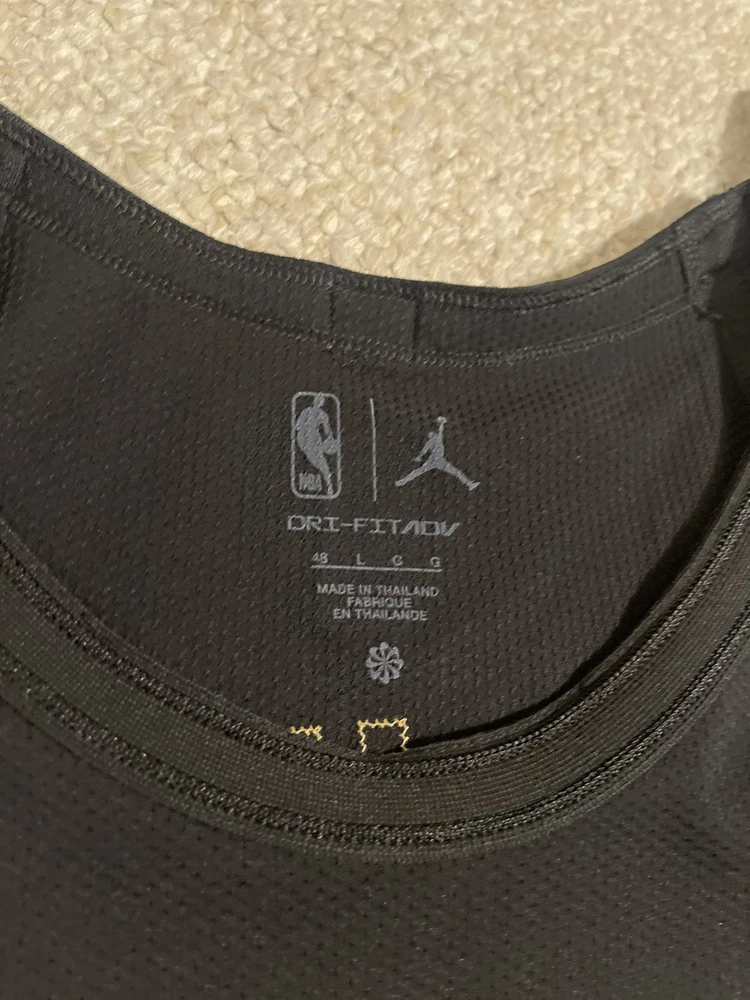 NBA
DRI-FIT ADV
48 L G G
MADE IN THAILAND
FABRIQUE
EN THAILANDE